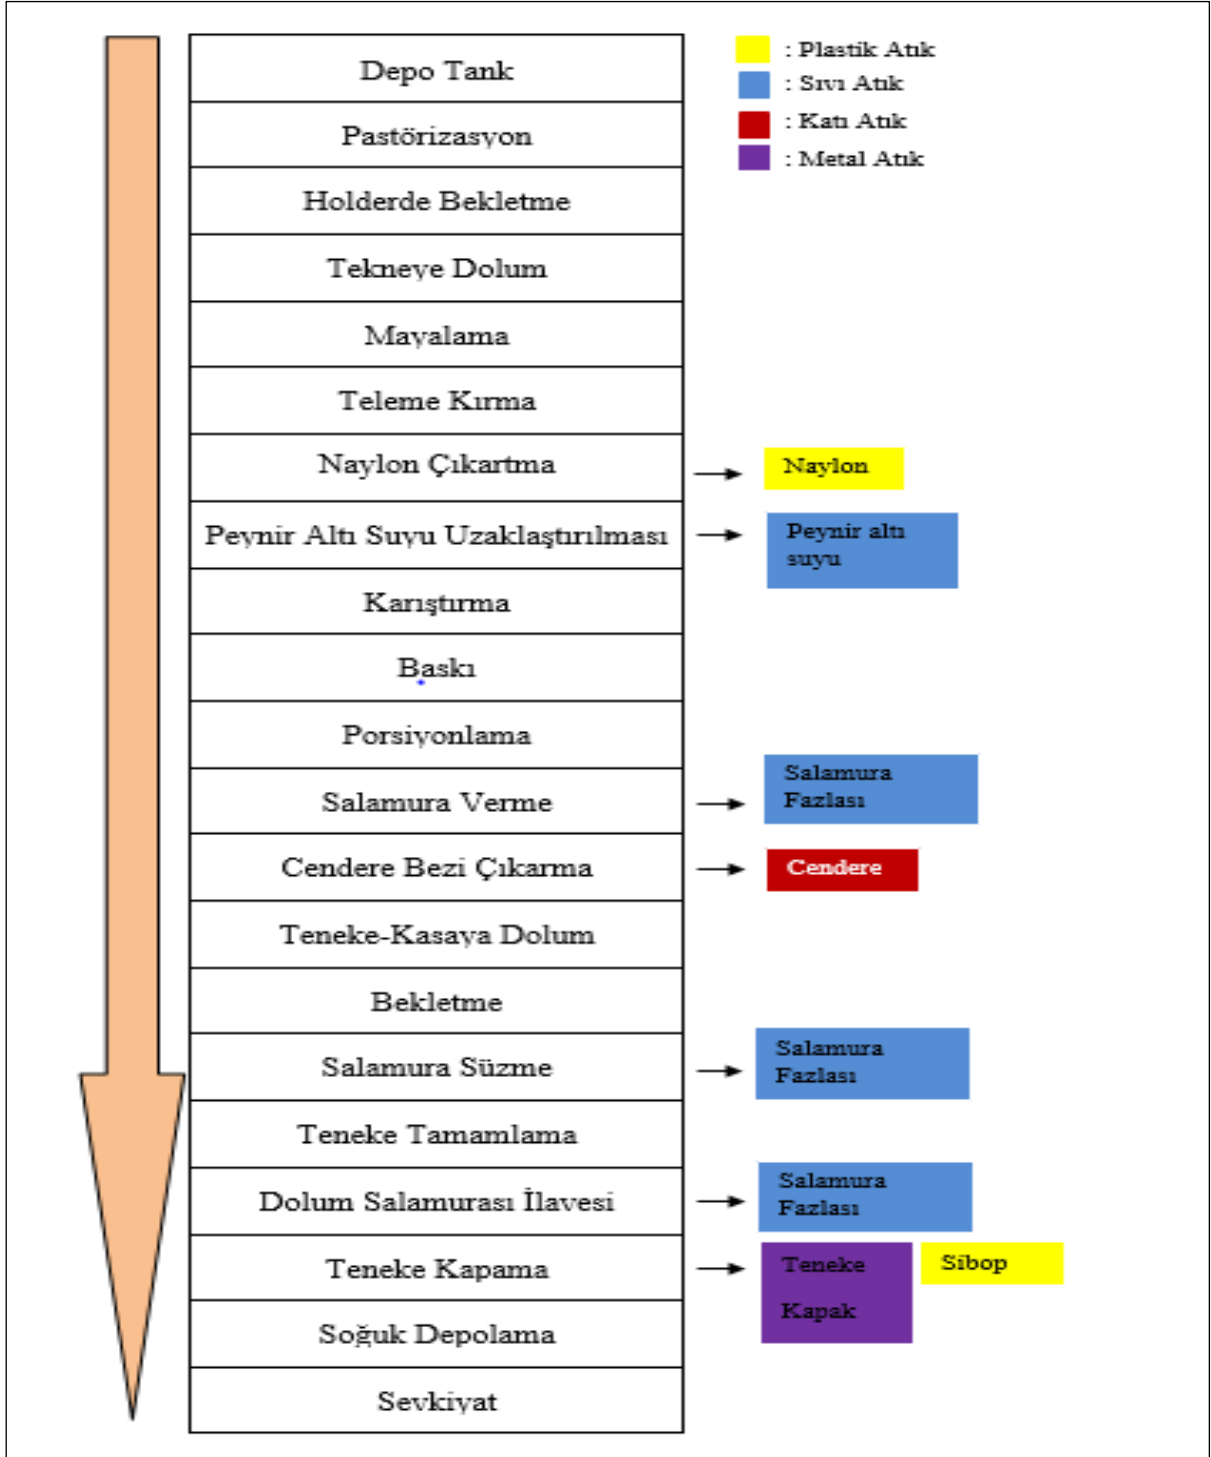 Depo Tank
: Plastik Atık
: Sıvı Atık
: Katı Atık
: Metal Atık
Pastörizasyon
Holderde Bekletme
Tekneye Dolum
Mayalama
Teleme Kırma
Naylon Çıkartma
Naylon
Peynir Altı Suyu Uzaklaştırılması
Peynir altı
suyu
Karıştırma
Baskı
Porsiyonlama
Salamura Verme
Salamura
Fazlası
Cendere Bezi Çıkarma
Cendere
Teneke-Kasaya Dolum
Bekletme
Salamura Süzme
Salamura
Fazlası
Teneke Tamamlama
Dolum Salamurası İlavesi
Salamura
Fazlası
Teneke Kapama
Teneke
Kapak
Sibop
Soğuk Depolama
Sevkiyat